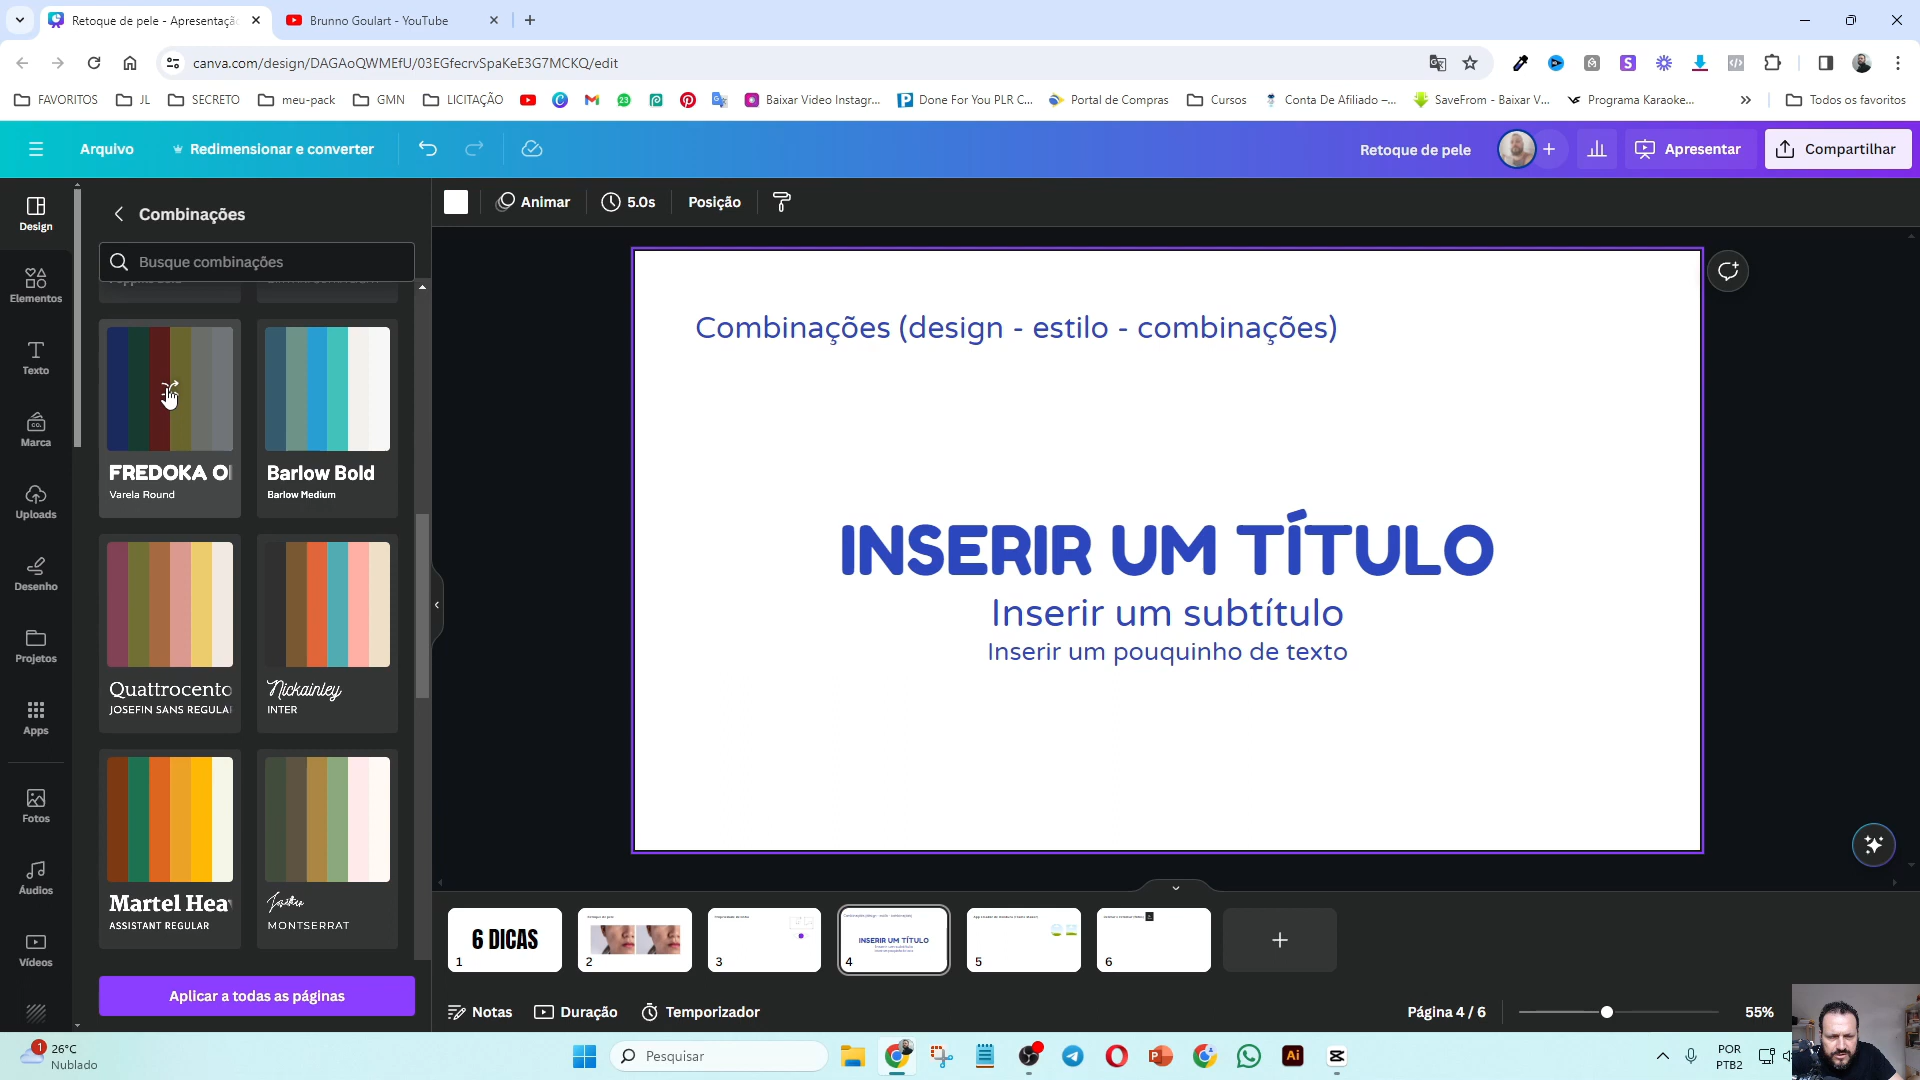 Retoque de pele - Apresentaçã
Brunno Goulart - YouTube
canva.com/design/DAGAoQWMEfU/03EGfecrvSpaKeE3G7MCKQ/edit
FAVORITOS
JL
SECRETO
meu-pack
GMN
LICITAÇÃO
Baixar Video Instagr...
Done For You PLR C...
Portal de Compras
Cursos
Conta De Afiliado –...
SaveFrom - Baixar V...
Programa Karaoke...
Todos os favoritos
Arquivo
Redimensionar e converter
Retoque de pele
Apresentar
Compartilhar
Design
Elementos
Texto
Marca
Uploads
Desenho
Projetos
Apps
Fotos
Áudios
Vídeos
Combinações
Busque combinações
FREDOKA O
Varela Round
Barlow Bold
Barlow Medium
Quattrocento
JOSEFIN SANS REGULA
Nickainley
INTER
Martel Hea
ASSISTANT REGULAR
MONTSERRAT
Aplicar a todas as páginas
Animar
5.0s
Posição
Combinações (design - estilo - combinações)
INSERIR UM TÍTULO
Inserir um subtítulo
Inserir um pouquinho de texto
6 DICAS
1
2
3
INSERIR UM TÍTULO
4
5
6
Notas
Duração
Temporizador
Página 4 / 6
55%
1
26°C
Nublado
Pesquisar
Ai
POR
PTB2